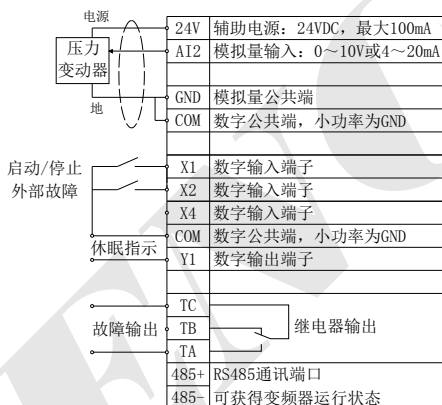 电源
24V 辅助电源：24VDC，最大100mA
压力变动器
AI2 模拟量输入：0～10V或4～20mA
GND 模拟量公共端
地
COM 数字公共端，小功率为GND
启动/停止 X1 数字输入端子
外部故障 X2 数字输入端子
X4 数字输入端子
COM 数字公共端，小功率为GND
休眠指示
Y1 数字输出端子
TC
故障输出 TB 继电器输出
TA
485+ RS485通讯端口
485- 可获得变频器运行状态